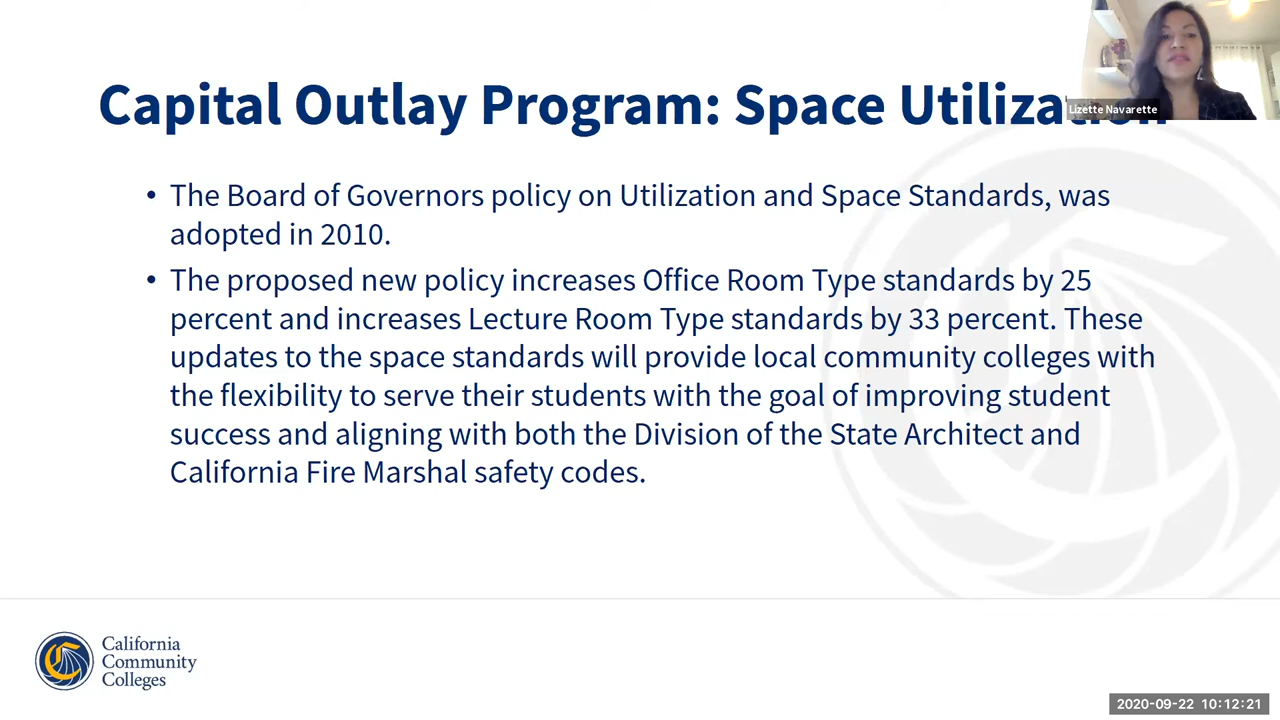 Capital Outlay Program: Space
Lizette Navarette
• The Board of Governors policy on Utilization and Space Standards, was
adopted in 2010.
• The proposed new policy increases Office Room Type standards by 25
percent and increases Lecture Room Type standards by 33 percent. These
updates to the space standards will provide local community colleges with
the flexibility to serve their students with the goal of improving student
success and aligning with both the Division of the State Architect and
California Fire Marshal safety codes.
California
Community
Colleges
2020-09-22 10:12:21